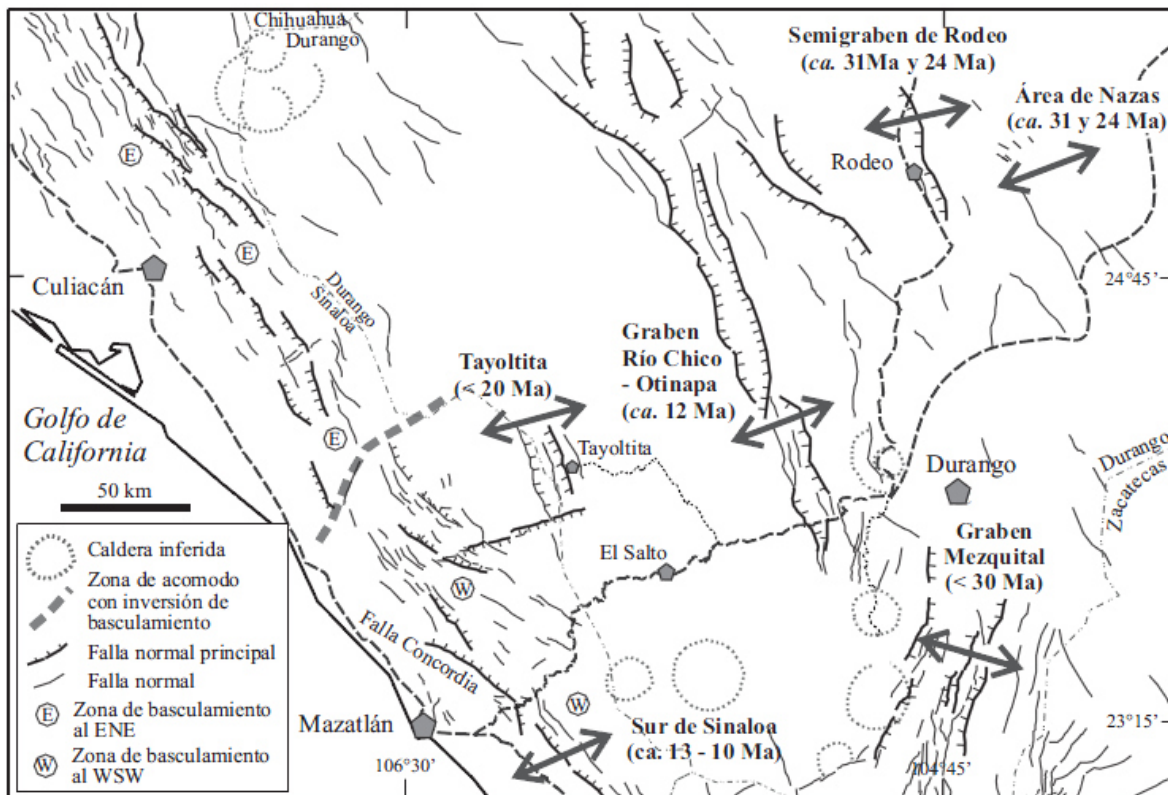 Chihuahua
Durango
Semigraben de Rodeo
(ca. 31Ma y 24 Ma)
Área de Nazas
(ca. 31 y 24 Ma)
E
Rodeo
E
Culiacán
24°45'
Durango
Sinaloa
Graben
Río Chico
- Otinapa
(ca. 12 Ma)
Tayoltita
(< 20 Ma)
Golfo de
California
E
Tayoltita
Durango
Durango
Zacatecas
50 km
Graben
Mezquital
(< 30 Ma)
El Salto
W
Falla Concordia
Mazatlán
W
Sur de Sinaloa
(ca. 13 - 10 Ma)
23°15'
106°30'
104°45'
Caldera inferida
Zona de acomodo
con inversión de
basculamiento
Falla normal principal
Falla normal
E
Zona de basculamiento
al ENE
W
Zona de basculamiento
al WSW